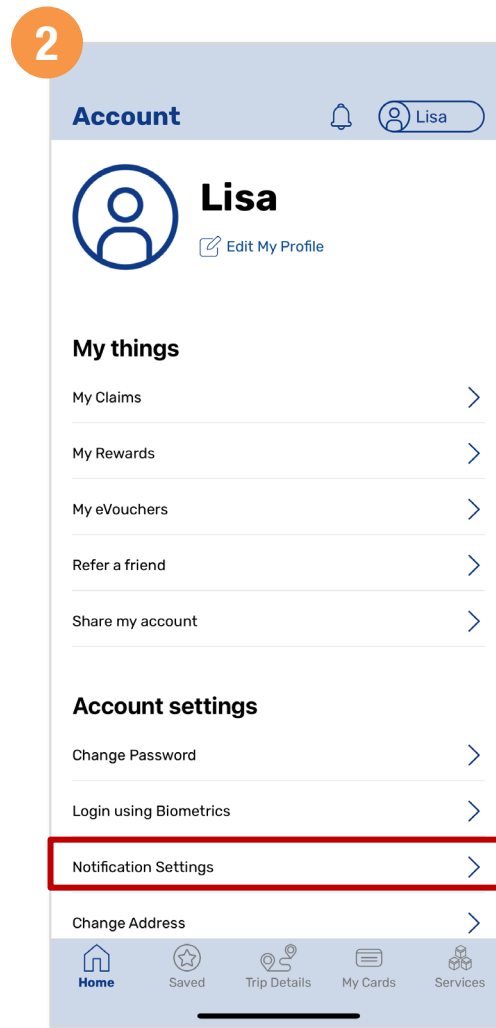 2
Account
Lisa
Lisa
Edit My Profile
My things
My Claims
My Rewards
My eVouchers
Refer a friend
Share my account
Account settings
Change Password
Login using Biometrics
Notification Settings
Change Address
Home Saved Trip Details My Cards Services